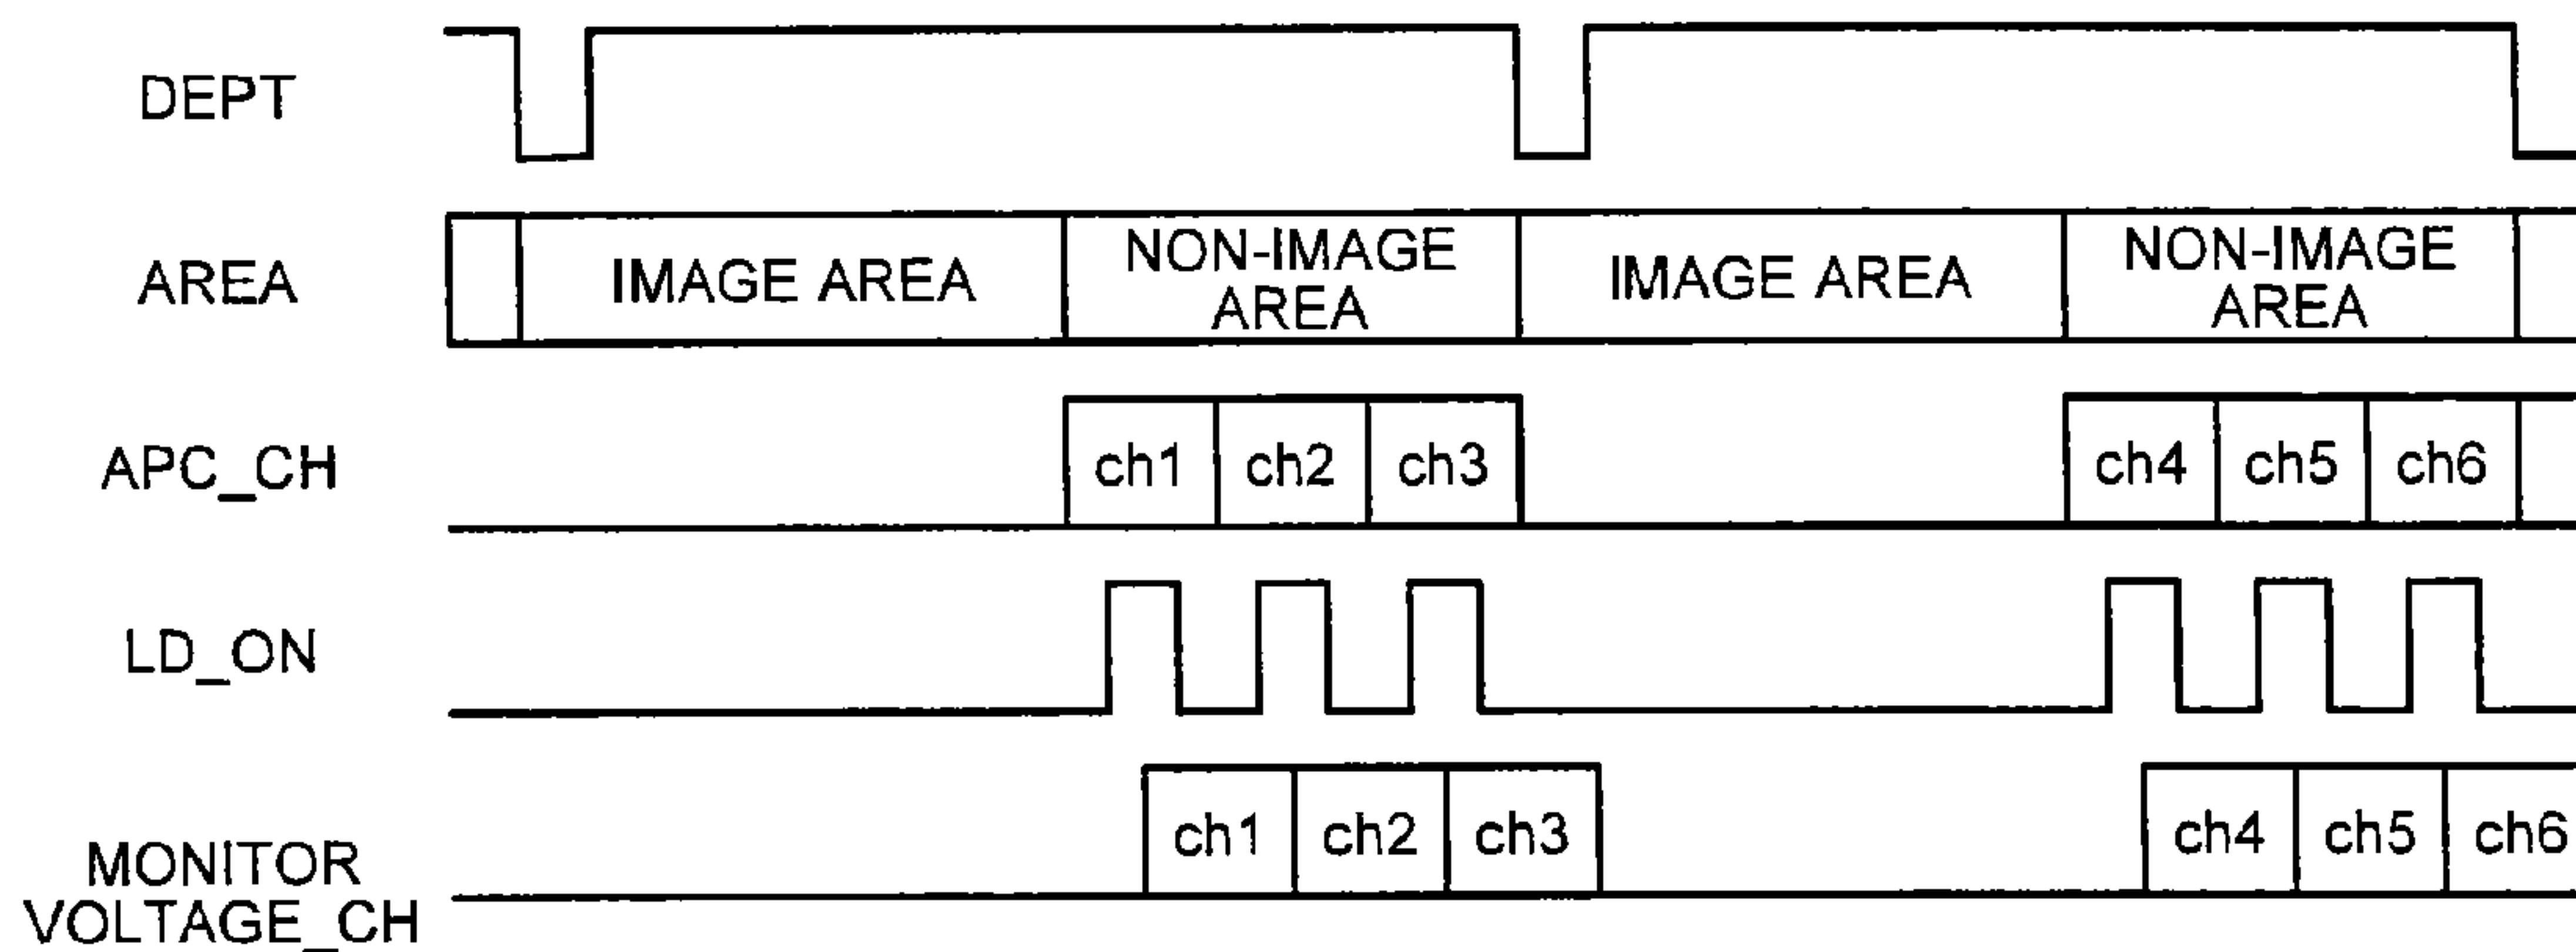 DEPT
AREA
IMAGE AREA
NON-IMAGE
AREA
IMAGE AREA
NON-IMAGE
AREA
APC_CH
ch1
ch2
ch3
ch4
ch5
ch6
LD_ON
MONITOR
VOLTAGE_CH
ch1
ch2
ch3
ch4
ch5
ch6